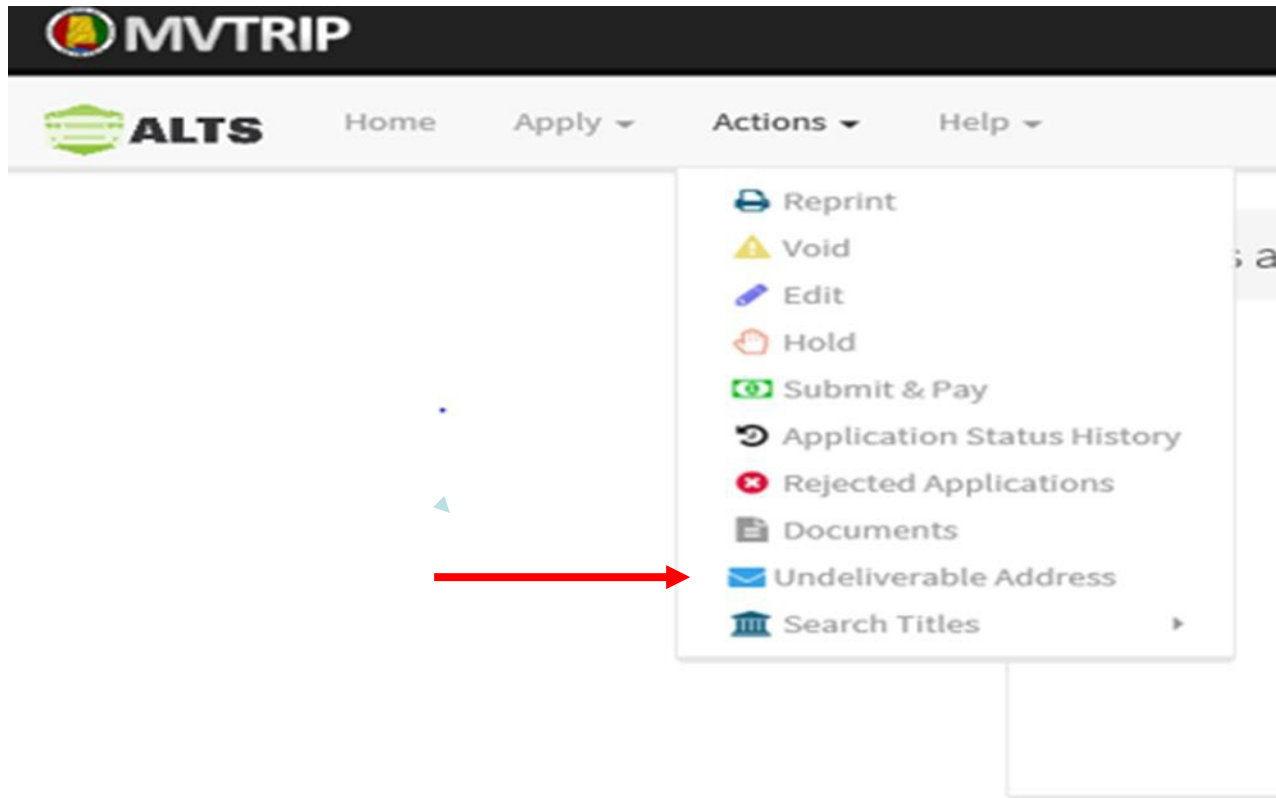 MVTRIP
ALTS Home Apply Actions Help
Reprint
Void
s a
Edit
Hold
Submit & Pay
Application Status History
Rejected Applications
Documents
Undeliverable Address
Search Titles